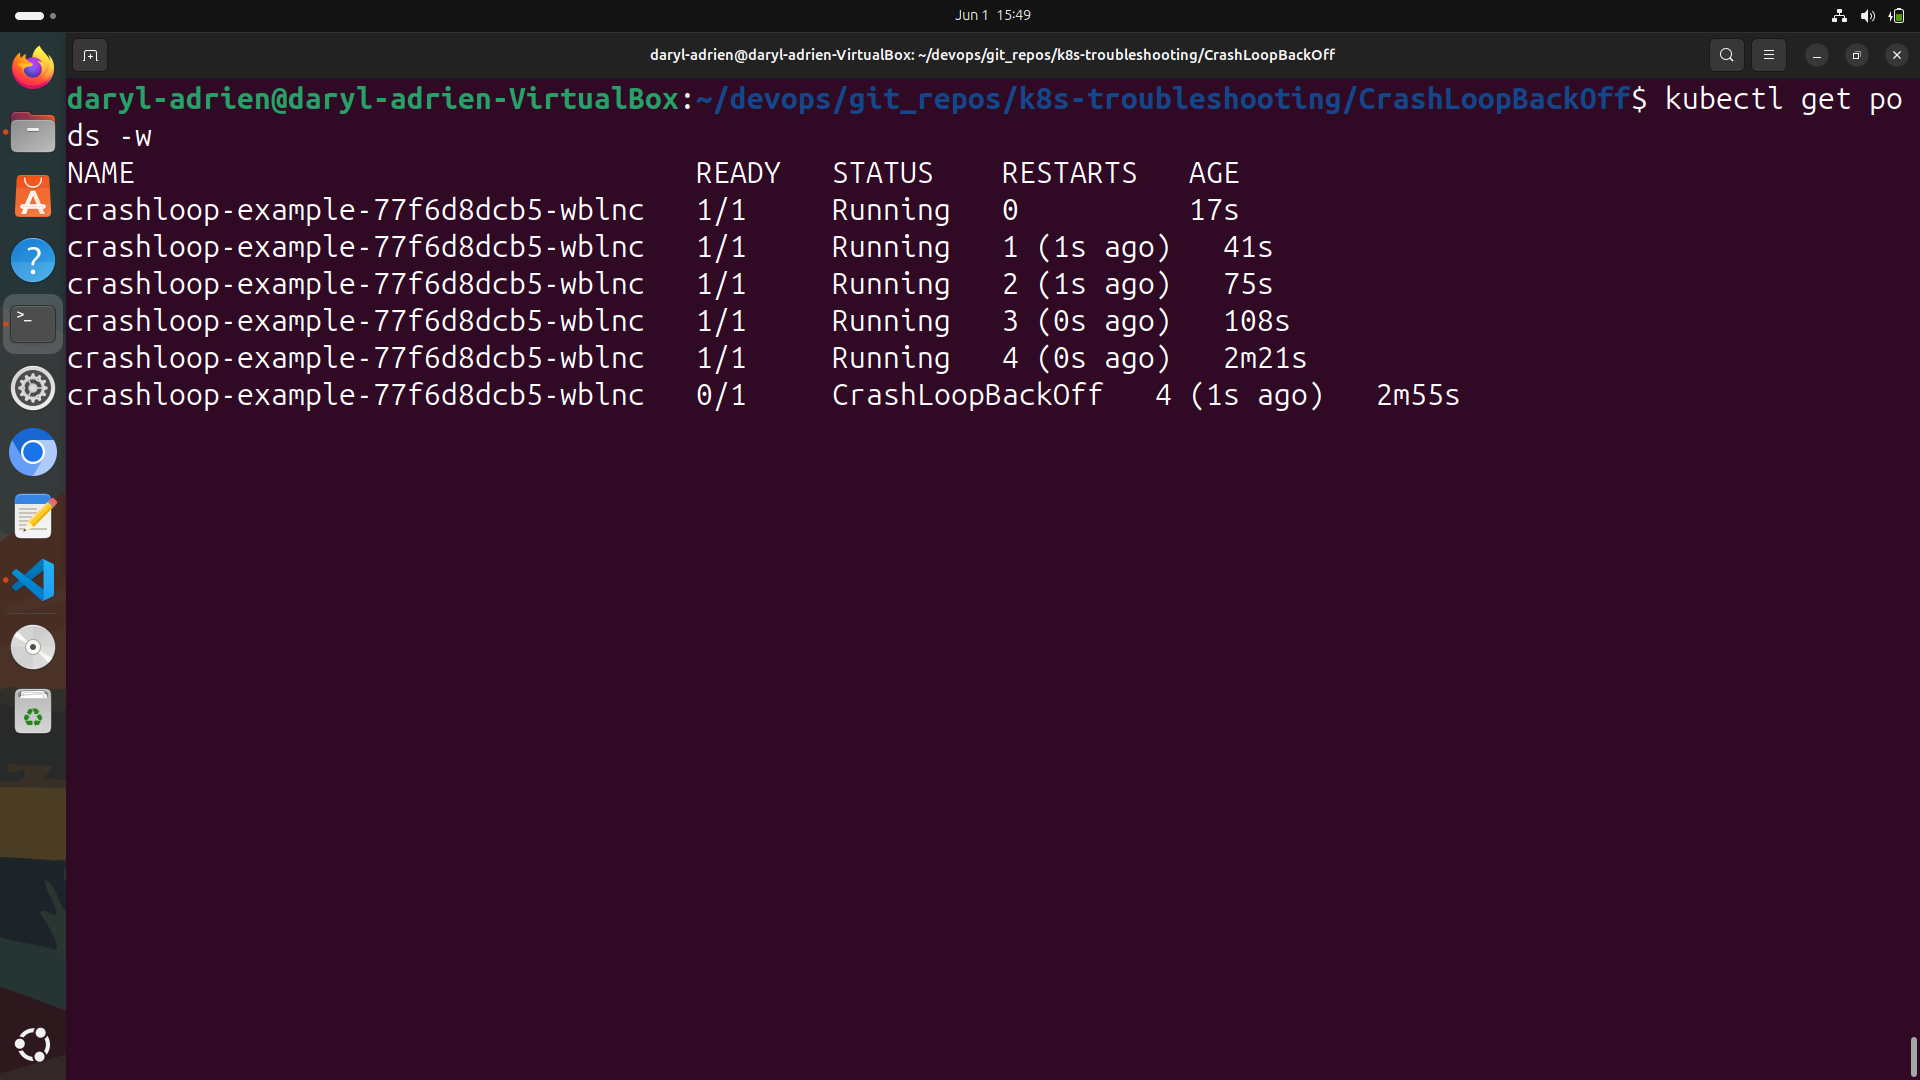 Jun 1 15:49
daryl-adrien@daryl-adrien-VirtualBox: ~/devops/git_repos/k8s-troubleshooting/CrashLoopBackOff
daryl-adrien@daryl-adrien-VirtualBox:~/devops/git_repos/k8s-troubleshooting/CrashLoopBackOff$ kubectl get po
ds -w
NAME READY STATUS RESTARTS AGE
crashloop-example-77f6d8dcb5-wblnc 1/1 Running 0 17s
crashloop-example-77f6d8dcb5-wblnc 1/1 Running 1 (1s ago) 41s
crashloop-example-77f6d8dcb5-wblnc 1/1 Running 2 (1s ago) 75s
crashloop-example-77f6d8dcb5-wblnc 1/1 Running 3 (0s ago) 108s
crashloop-example-77f6d8dcb5-wblnc 1/1 Running 4 (0s ago) 2m21s
crashloop-example-77f6d8dcb5-wblnc 0/1 CrashLoopBackOff 4 (1s ago) 2m55s